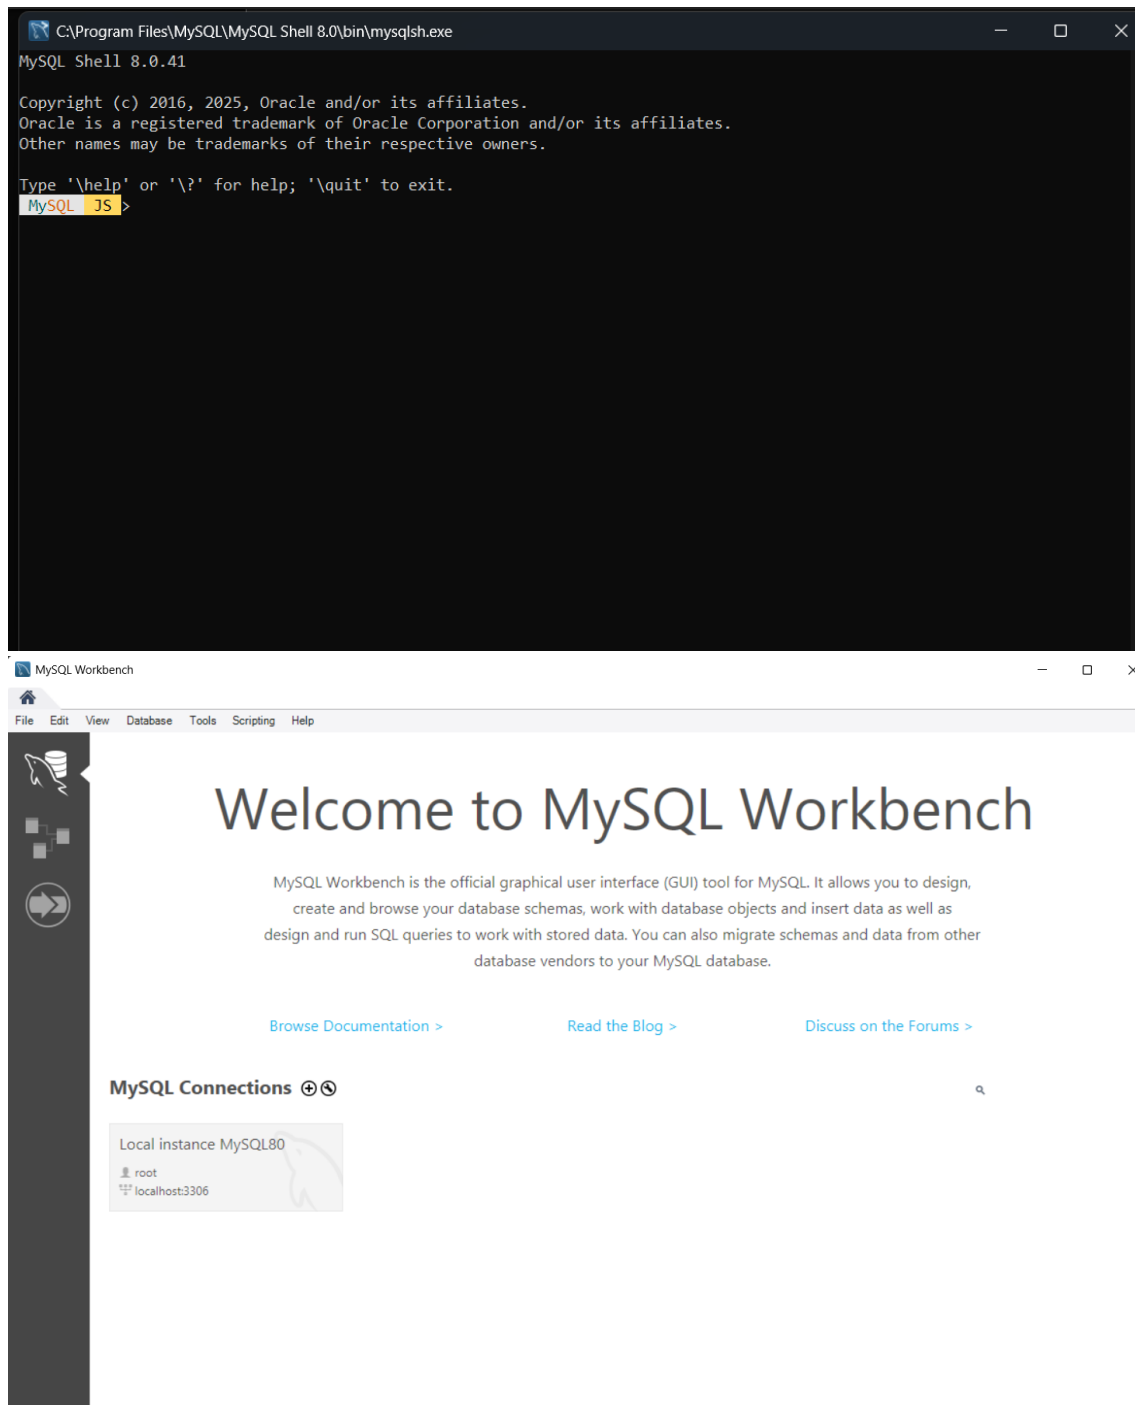 C:\Program Files\MySQL\MySQL Shell 8.0\bin\mysqlsh.exe
MySQL Shell 8.0.41
Copyright (c) 2016, 2025, Oracle and/or its affiliates.
Oracle is a registered trademark of Oracle Corporation and/or its affiliates.
Other names may be trademarks of their respective owners.
Type '\help' or '\?' for help; '\quit' to exit.
MySQL JS >
MySQL Workbench
File Edit View Database Tools Scripting Help
Welcome to MySQL Workbench
MySQL Workbench is the official graphical user interface (GUI) tool for MySQL. It allows you to design,
create and browse your database schemas, work with database objects and insert data as well as
design and run SQL queries to work with stored data. You can also migrate schemas and data from other
database vendors to your MySQL database.
Browse Documentation > Read the Blog > Discuss on the Forums >
MySQL Connections
Local instance MySQL80
root
localhost:3306